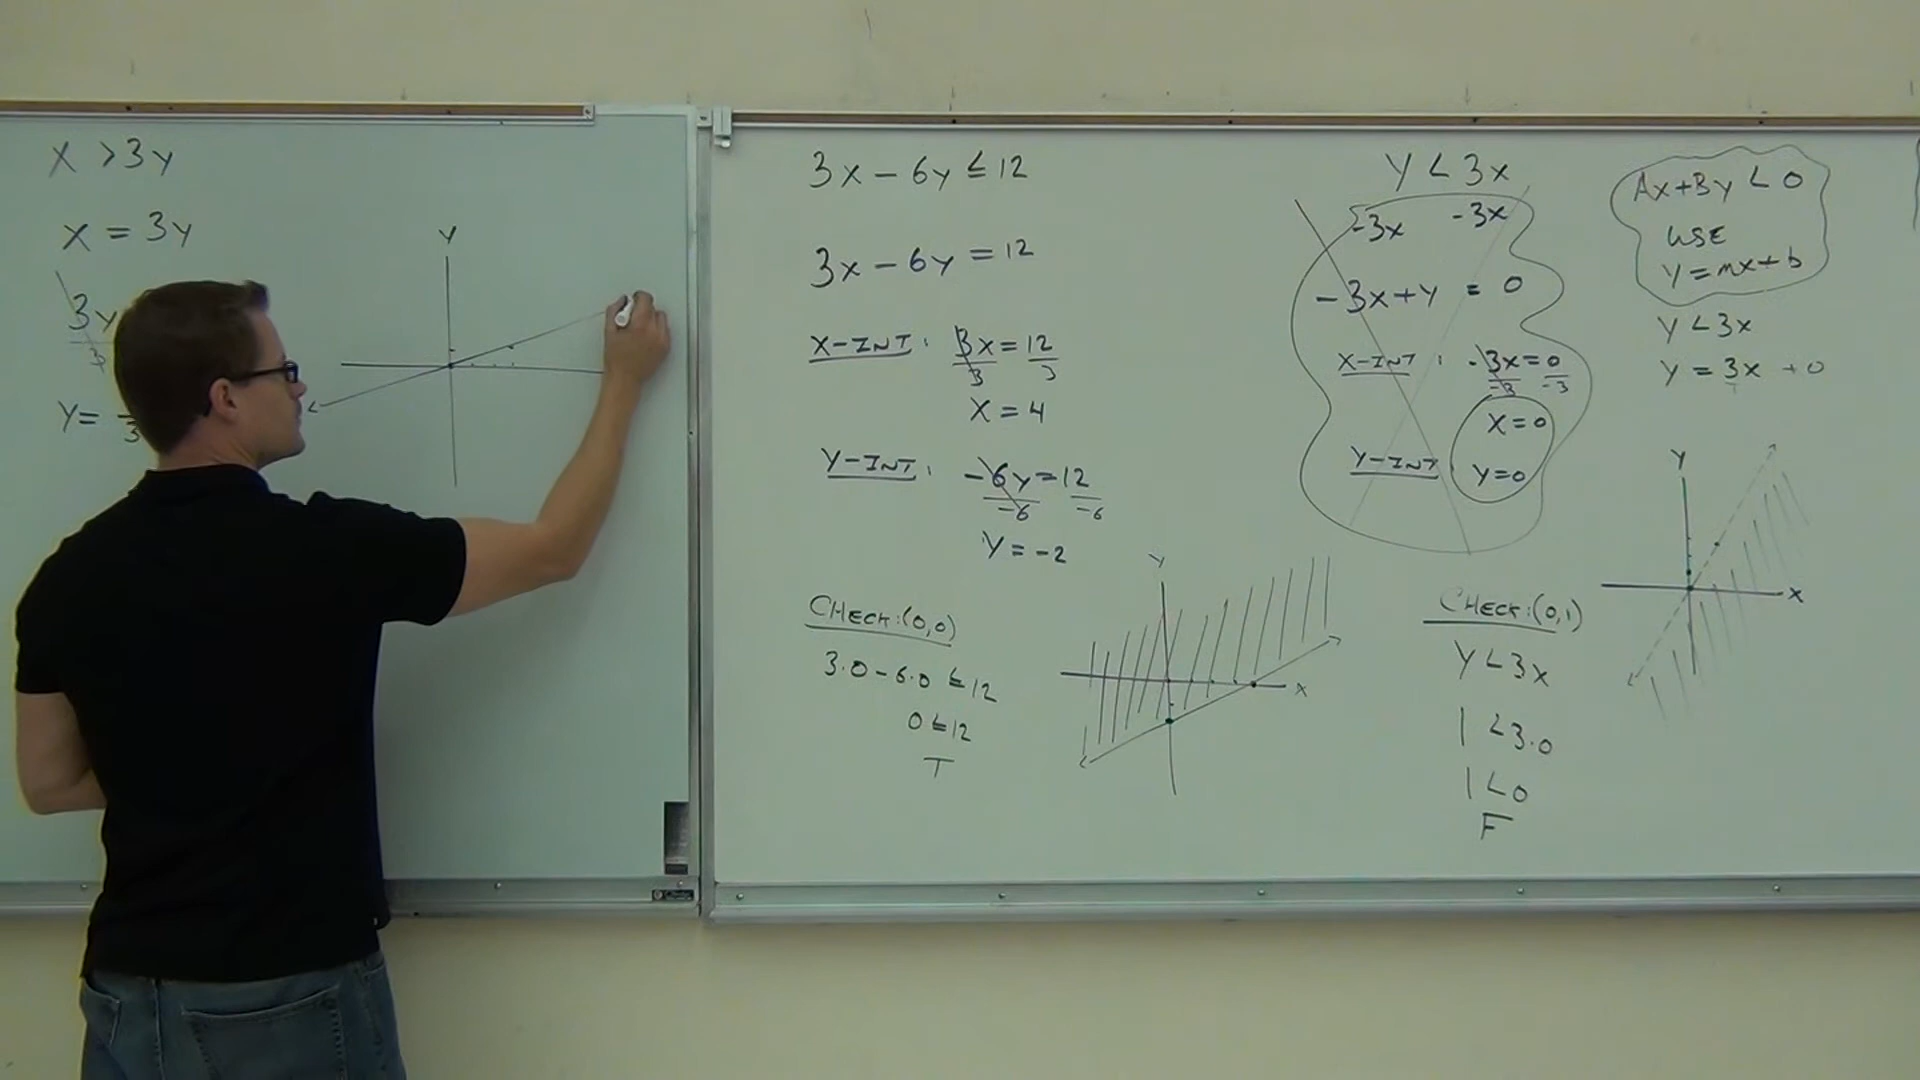 x > 3y
x = 3y
3y
3
y =
3
Y
3x - 6y ≤ 12
3x - 6y = 12
X-INT: 3x = 12
3 3
x = 4
Y-INT: -6y = 12
-6 -6
y = -2
CHECK: (0,0)
3·0 - 6·0 ≤ 12
0 ≤ 12
T
Y
X
y < 3x
-3x -3x
-3x + y = 0
X-INT: -3x = 0
-3 -3
x = 0
Y-INT: y = 0
CHECK: (0,1)
y < 3x
1 < 3·0
1 < 0
F
Ax + By < 0
USE
y = mx + b
y < 3x
y = 3x + 0
Y
X